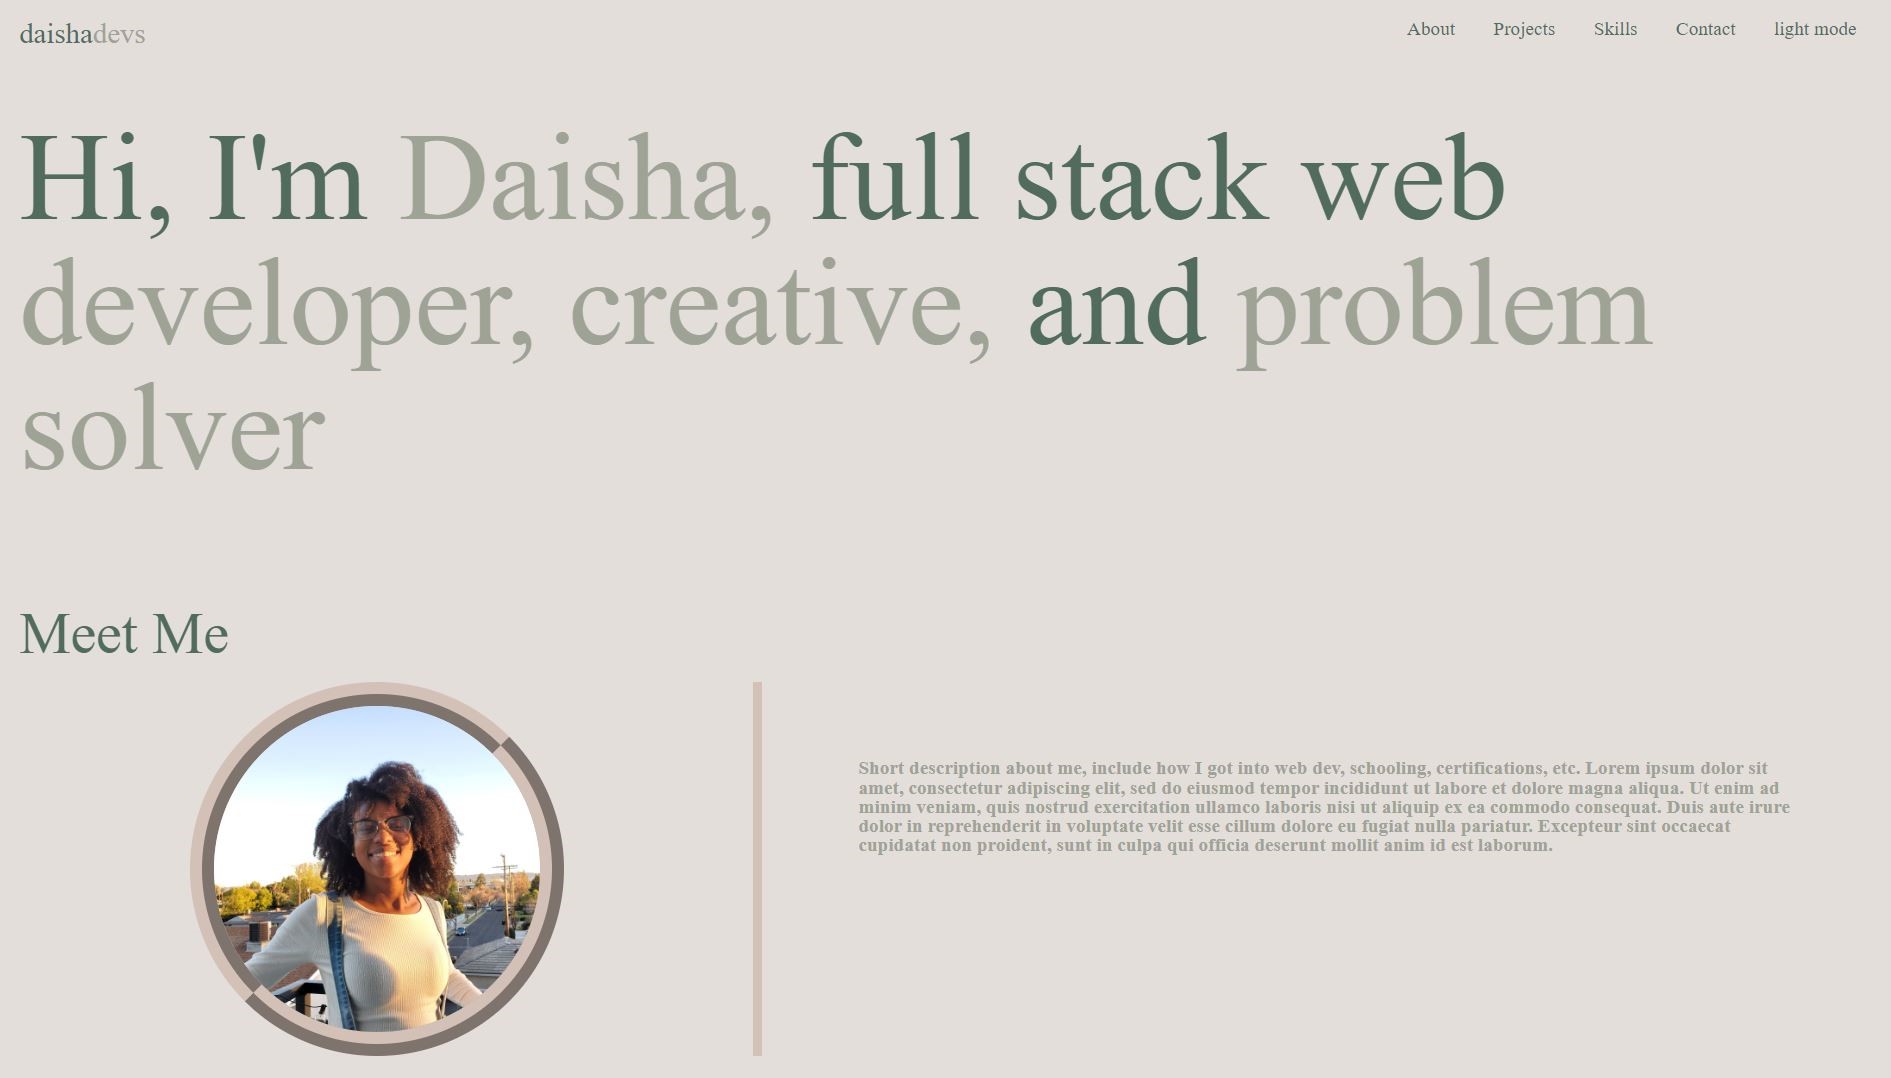 daishadevs
About Projects Skills Contact light mode
Hi, I'm Daisha, full stack web
developer, creative, and problem
solver
Meet Me
Short description about me, include how I got into web dev, schooling, certifications, etc. Lorem ipsum dolor sit
amet, consectetur adipiscing elit, sed do eiusmod tempor incididunt ut labore et dolore magna aliqua. Ut enim ad
minim veniam, quis nostrud exercitation ullamco laboris nisi ut aliquip ex ea commodo consequat. Duis aute irure
dolor in reprehenderit in voluptate velit esse cillum dolore eu fugiat nulla pariatur. Excepteur sint occaecat
cupidatat non proident, sunt in culpa qui officia deserunt mollit anim id est laborum.